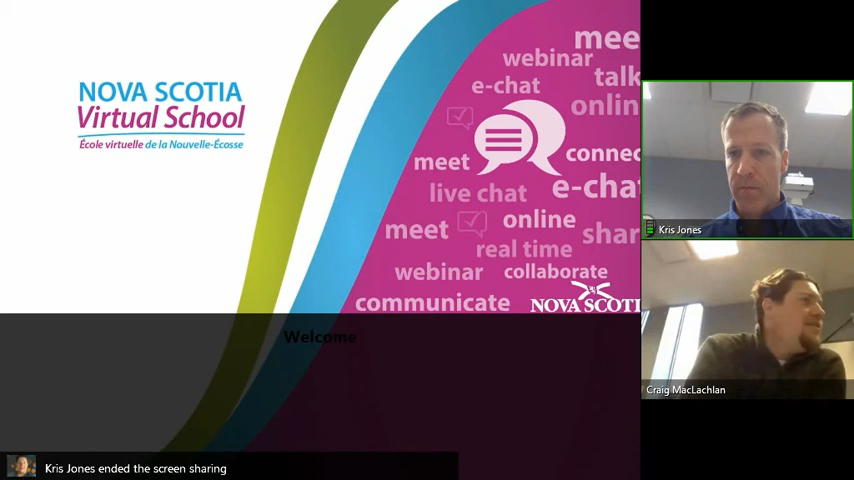 NOVA SCOTIA
Virtual School
École virtuelle de la Nouvelle-Écosse
mee
webinar
talk
e-chat
onlin
meet
connec
live chat
e-cha
meet
online
shar
real time
webinar
collaborate
communicate
NOVA SCOTI
Welcome
Kris Jones ended the screen sharing
Kris Jones
Craig MacLachlan